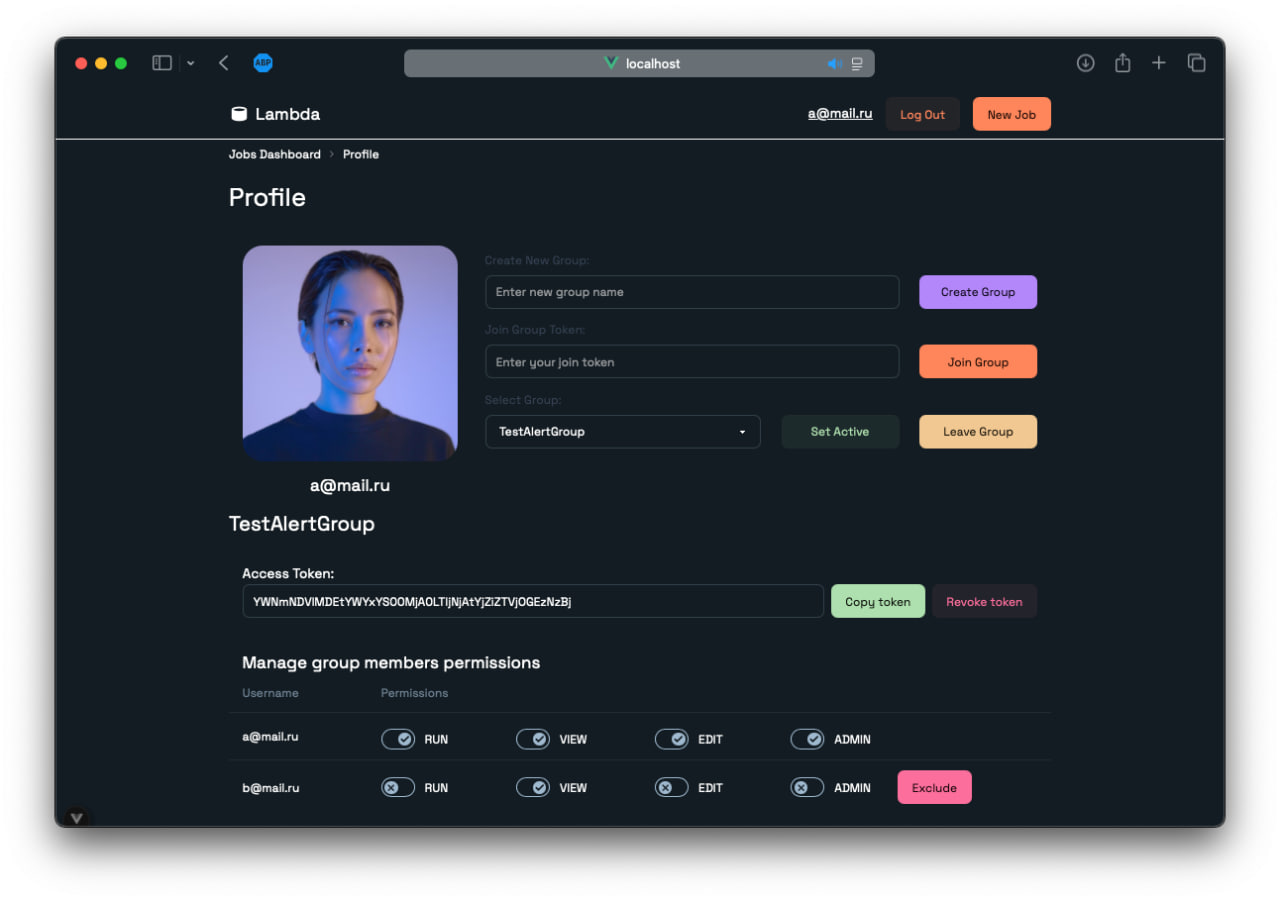 ABP
localhost
Lambda
a@mail.ru
Log Out
New Job
Jobs Dashboard > Profile
Profile
Create New Group:
Enter new group name
Create Group
Join Group Token:
Enter your join token
Join Group
Select Group:
TestAlertGroup
Set Active
Leave Group
a@mail.ru
TestAlertGroup
Access Token:
Copy token
Revoke token
Manage group members permissions
Username Permissions
a@mail.ru RUN VIEW EDIT ADMIN
b@mail.ru RUN VIEW EDIT ADMIN Exclude